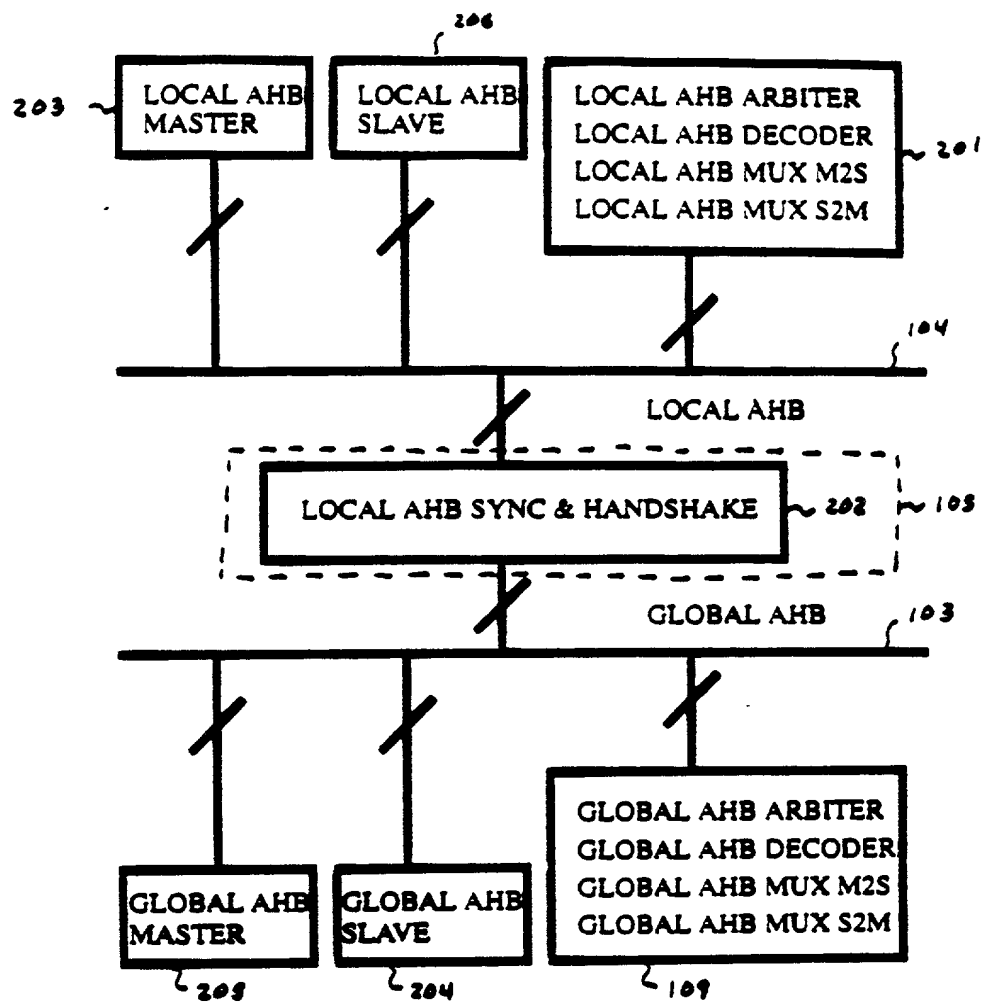 206
203
LOCAL AHB
MASTER
LOCAL AHB
SLAVE
LOCAL AHB ARBITER
LOCAL AHB DECODER
LOCAL AHB MUX M2S
LOCAL AHB MUX S2M
201
104
LOCAL AHB
LOCAL AHB SYNC & HANDSHAKE
202
105
GLOBAL AHB
103
GLOBAL AHB
MASTER
GLOBAL AHB
SLAVE
GLOBAL AHB ARBITER
GLOBAL AHB DECODER
GLOBAL AHB MUX M2S
GLOBAL AHB MUX S2M
205
204
109